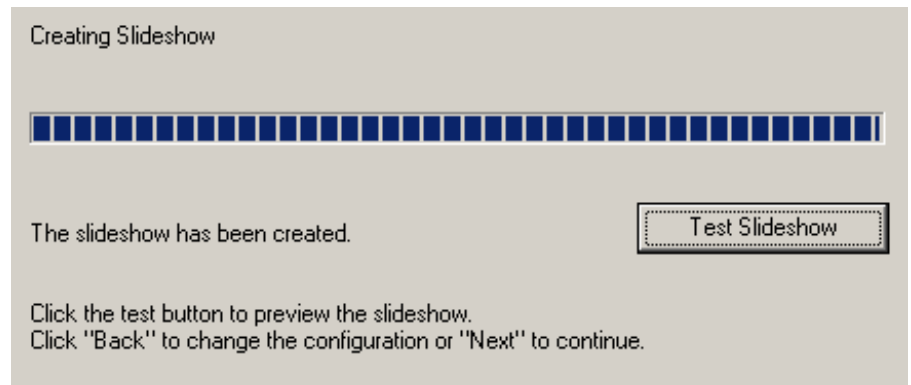 Creating Slideshow
The slideshow has been created.
Test Slideshow
Click the test button to preview the slideshow.
Click "Back" to change the configuration or "Next" to continue.